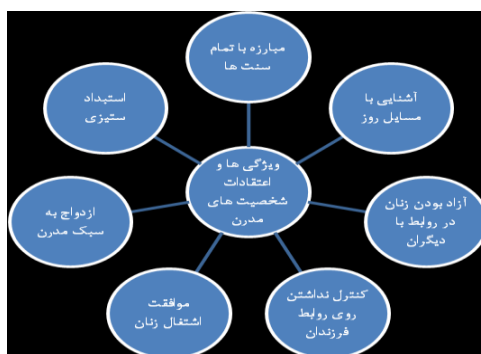 مبارزه با تمام
سنت ها
آشنایی با
مسایل روز
آزاد بودن زنان
در روابط با
دیگران
کنترل نداشتن
روی روابط
فرزندان
موافقت
اشتغال زنان
ازدواج به
سبک مدرن
استبداد
ستیزی
ویژگی ها و
اعتقادات
شخصیت های
مدرن